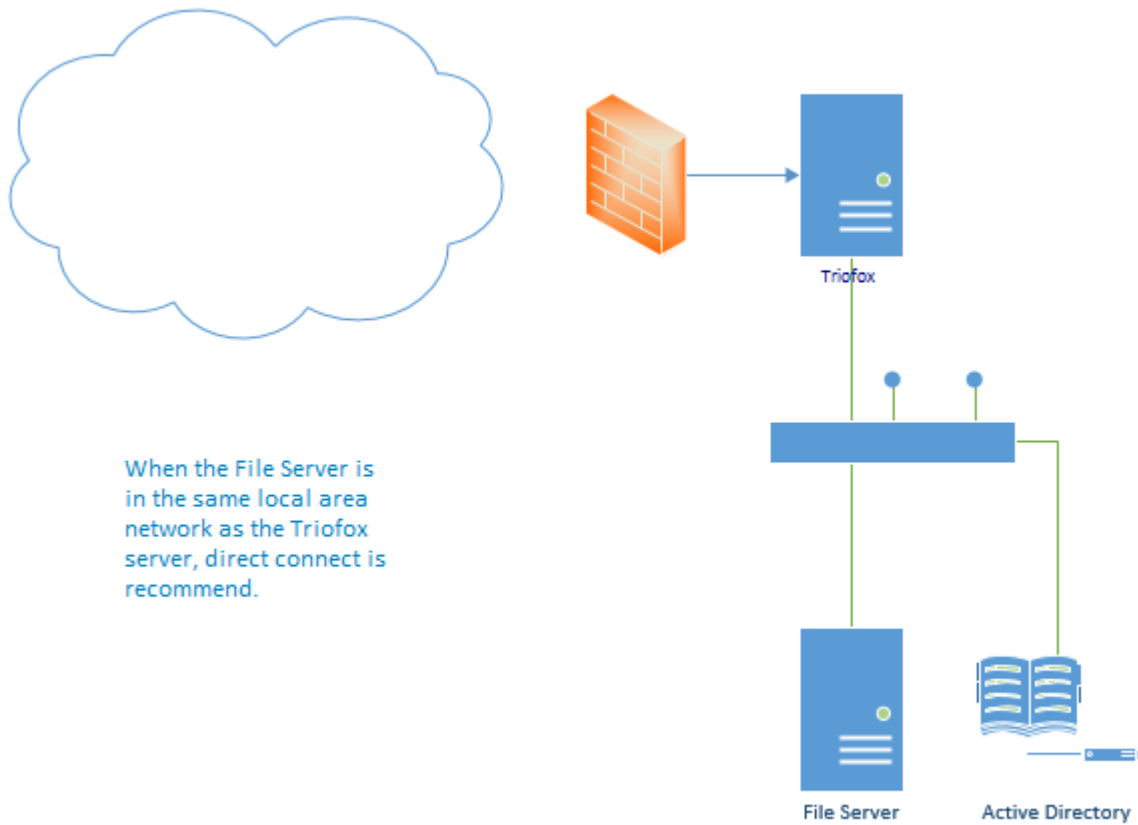 Triofox
When the File Server is
in the same local area
network as the Triofox
server, direct connect is
recommend.
File Server
Active Directory